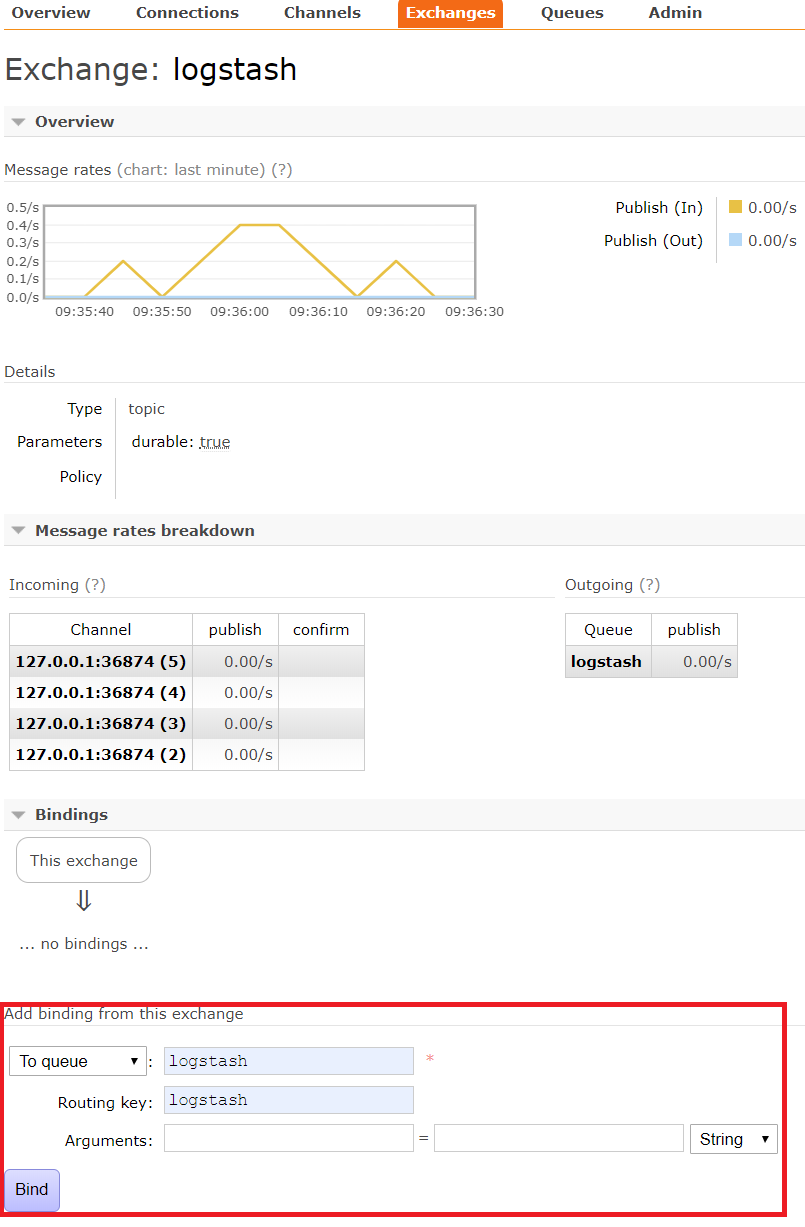 Overview Connections Channels Exchanges Queues Admin
Exchange: logstash
Overview
Message rates (chart: last minute) (?)
0.5/s
0.4/s
0.3/s
0.2/s
0.1/s
0.0/s
09:35:40 09:35:50 09:36:00 09:36:10 09:36:20 09:36:30
Publish (In) 0.00/s
Publish (Out) 0.00/s
Details
Type topic
Parameters durable: true
Policy
Message rates breakdown
Incoming (?)
Channel publish confirm
127.0.0.1:36874 (5) 0.00/s
127.0.0.1:36874 (4) 0.00/s
127.0.0.1:36874 (3) 0.00/s
127.0.0.1:36874 (2) 0.00/s
Outgoing (?)
Queue publish
logstash 0.00/s
Bindings
This exchange
⇓
... no bindings ...
Add binding from this exchange
To queue ▼ : logstash *
Routing key: logstash
Arguments: = String ▼
Bind